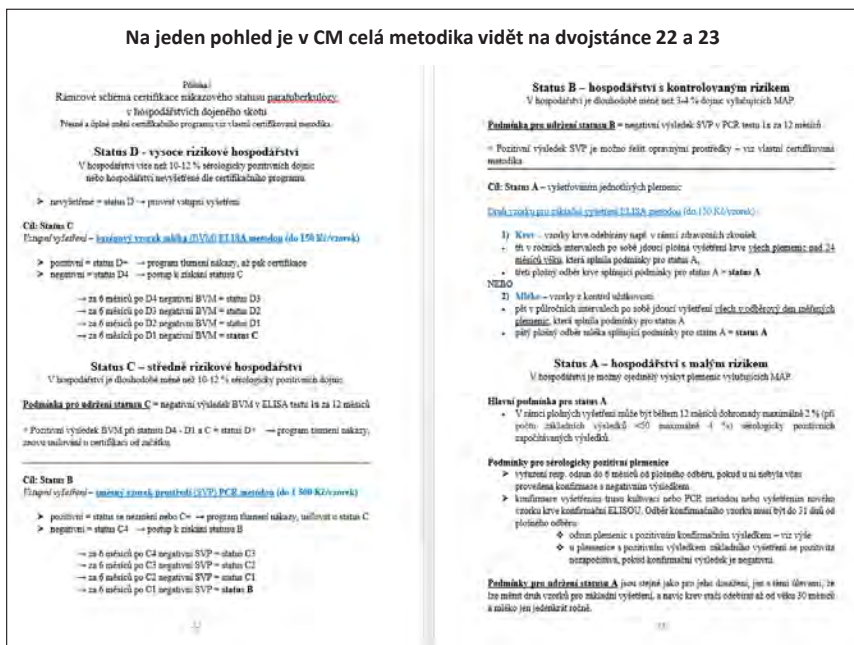 Na jeden pohled je v CM celá metodika vidět na dvojstánce 22 a 23
Příloha I
Rámcové schéma certifikace nákazového statusu paratuberkulózy
v hospodářstvích dojeného skotu
Přesné a úplné znění certifikačního programu viz vlastní certifikovaná metodika.
Status D - vysoce rizikové hospodářství
V hospodářství více než 10-12 % sérologicky pozitivních dojnic
nebo hospodářství nevyšetřené dle certifikačního programu
➢ nevyšetřené = status D → provést vstupní vyšetření
Cíl: Status C
Vstupní vyšetření – bazénový vzorek mléka (BVM) ELISA metodou (do 150 Kč/vzorek)
➢ pozitivní = status D+ → program tlumení nákazy, až pak certifikace
➢ negativní = status D4 → postup k získání statusu C
→ za 6 měsíců po D4 negativní BVM = status D3
→ za 6 měsíců po D3 negativní BVM = status D2
→ za 6 měsíců po D2 negativní BVM = status D1
→ za 6 měsíců po D1 negativní BVM = status C
Status C – středně rizikové hospodářství
V hospodářství je dlouhodobě méně než 10-12 % sérologicky pozitivních dojnic
Podmínka pro udržení statusu C = negativní výsledek BVM v ELISA testu 1x za 12 měsíců
= Pozitivní výsledek BVM při statusu D4 - D1 a C = status D+ → program tlumení nákazy,
znovu usilování o certifikaci od začátku.
Cíl: Status B
Vstupní vyšetření – směsný vzorek prostředí (SVP) PCR metodou (do 1 500 Kč/vzorek)
➢ pozitivní = status se nezmění nebo C+ → program tlumení nákazy, usilovat o status C
➢ negativní = status C4 → postup k získání statusu B
→ za 6 měsíců po C4 negativní SVP = status C3
→ za 6 měsíců po C3 negativní SVP = status C2
→ za 6 měsíců po C2 negativní SVP = status C1
→ za 6 měsíců po C1 negativní SVP = status B
Status B – hospodářství s kontrolovaným rizikem
V hospodářství je dlouhodobě méně než 3-4 % dojnic vylučujících MAP.
Podmínka pro udržení statusu B = negativní výsledek SVP v PCR testu 1x za 12 měsíců
= Pozitivní výsledek SVP je možno řešit opravnými prostředky – viz vlastní certifikovaná
metodika
Cíl: Status A – vyšetřováním jednotlivých plemenic
Druh vzorku pro základní vyšetření ELISA metodou (do 150 Kč/vzorek)
1) Krev – vzorky krve odebírány např. v rámci zdravotních zkoušek
• tři v ročních intervalech po sobě jdoucí plošná vyšetření krve všech plemenic nad 24
měsíců věku, která splnila podmínky pro status A,
• třetí plošný odběr krve splňující podmínky pro status A = status A
NEBO
2) Mléko – vzorky z kontrol užitkovosti
• pět v půlročních intervalech po sobě jdoucí vyšetření všech v odběrový den měřených
plemenic, která splnila podmínky pro status A
• pátý plošný odběr mléka splňující podmínky pro status A = status A
Status A – hospodářství s malým rizikem
V hospodářství je možný ojedinělý výskyt plemenic vylučujících MAP.
Hlavní podmínka pro status A
• V rámci plošných vyšetření může být během 12 měsíců dohromady maximálně 2 % (při
počtu základních výsledků <50 maximálně 4 %) sérologicky pozitivních
započítávaných výsledků.
Podmínky pro sérologicky pozitivní plemenice
➢ vyřazení resp. odsun do 6 měsíců od plošného odběru, pokud u ní nebyla včas
provedena konfirmace s negativním výsledkem.
➢ konfirmace vyšetřením trusu kultivací nebo PCR metodou nebo vyšetřením nového
vzorku krve konfirmační ELISOU. Odběr konfirmačního vzorku musí být do 31 dnů od
plošného odběru.
❖ odsun plemenic s pozitivním konfirmačním výsledkem – viz výše
❖ u plemenice s pozitivním výsledkem základního vyšetření se pozitivita
nezapočítává, pokud konfirmační výsledek je negativní.
Podmínky pro udržení statusu A jsou stejné jako pro jeho dosažení, jen s těmi úlevami, že
lze měnit druh vzorků pro základní vyšetření, a navíc krev stačí odebírat až od věku 30 měsíců
a mléko jen jedenkrát ročně.